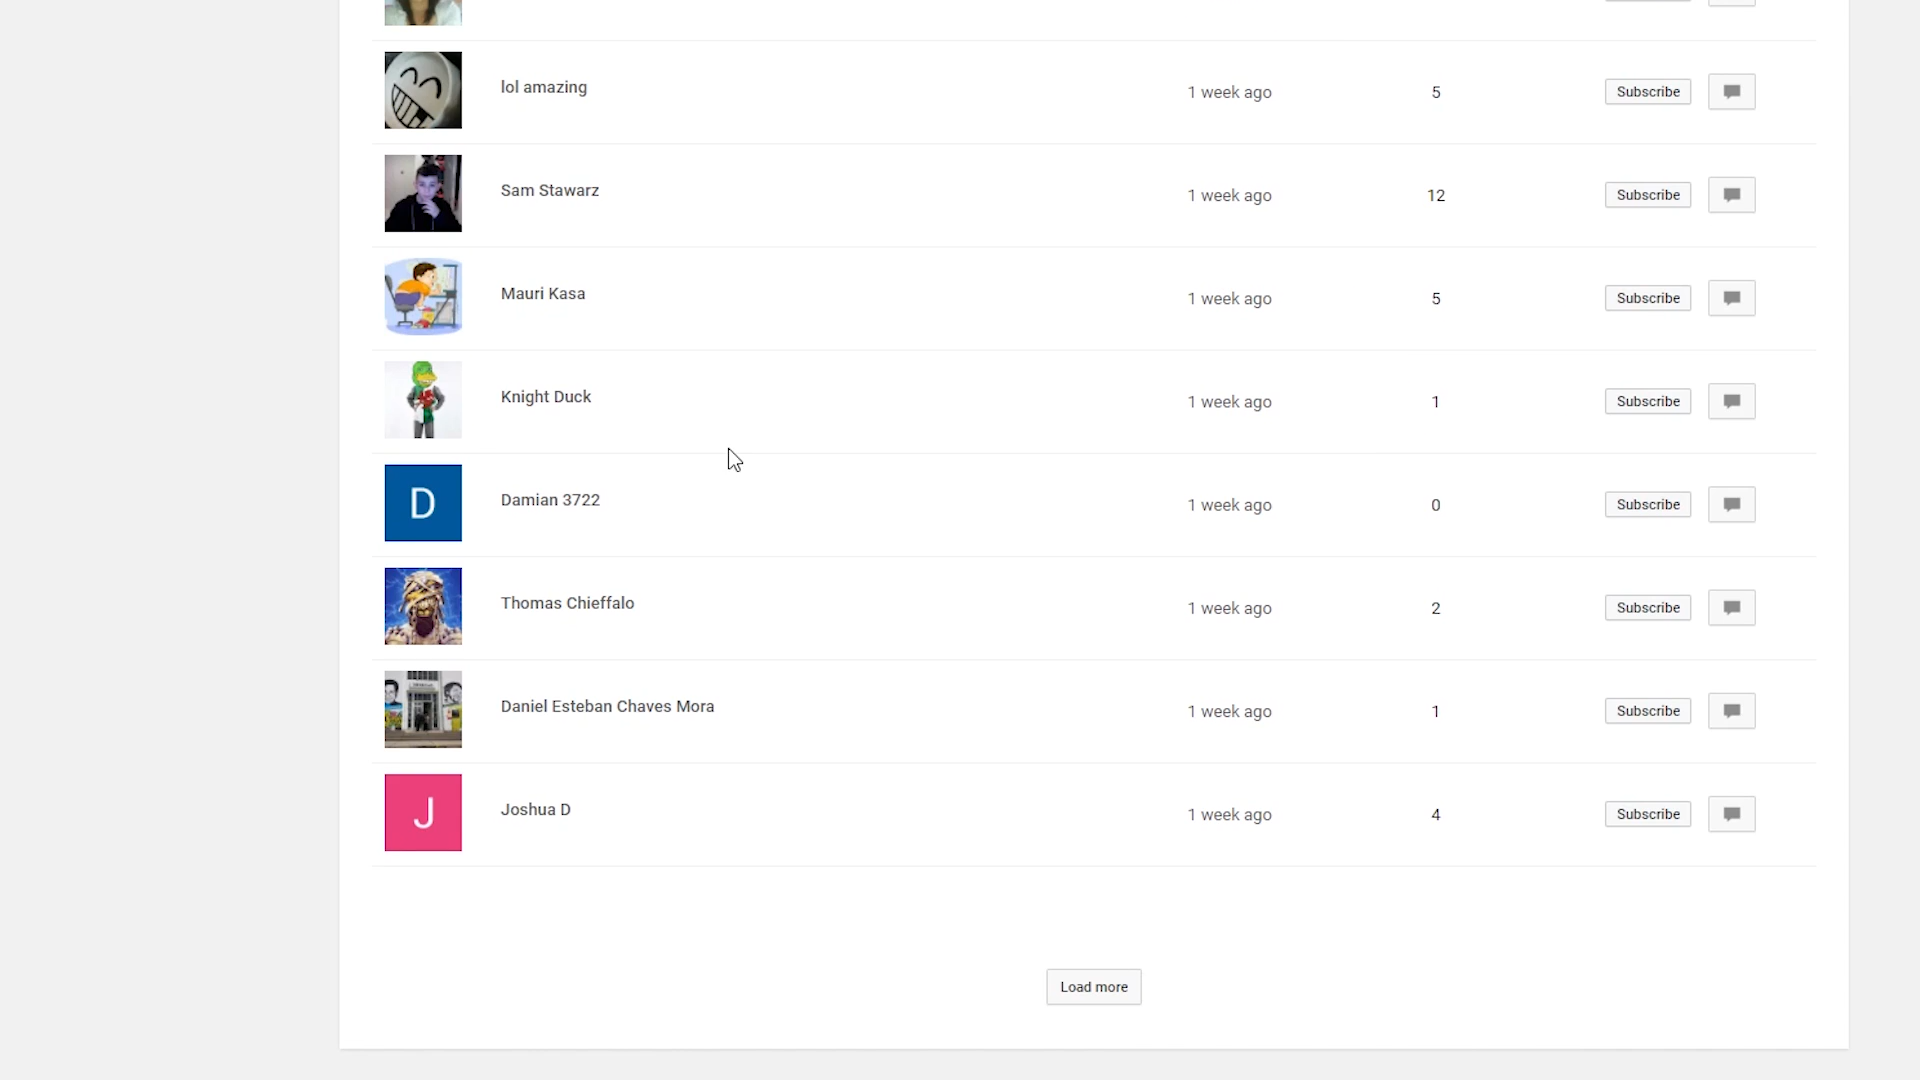 lol amazing 1 week ago 5 Subscribe
Sam Stawarz 1 week ago 12 Subscribe
Mauri Kasa 1 week ago 5 Subscribe
Knight Duck 1 week ago 1 Subscribe
D Damian 3722 1 week ago 0 Subscribe
Thomas Chieffalo 1 week ago 2 Subscribe
Daniel Esteban Chaves Mora 1 week ago 1 Subscribe
J Joshua D 1 week ago 4 Subscribe
Load more